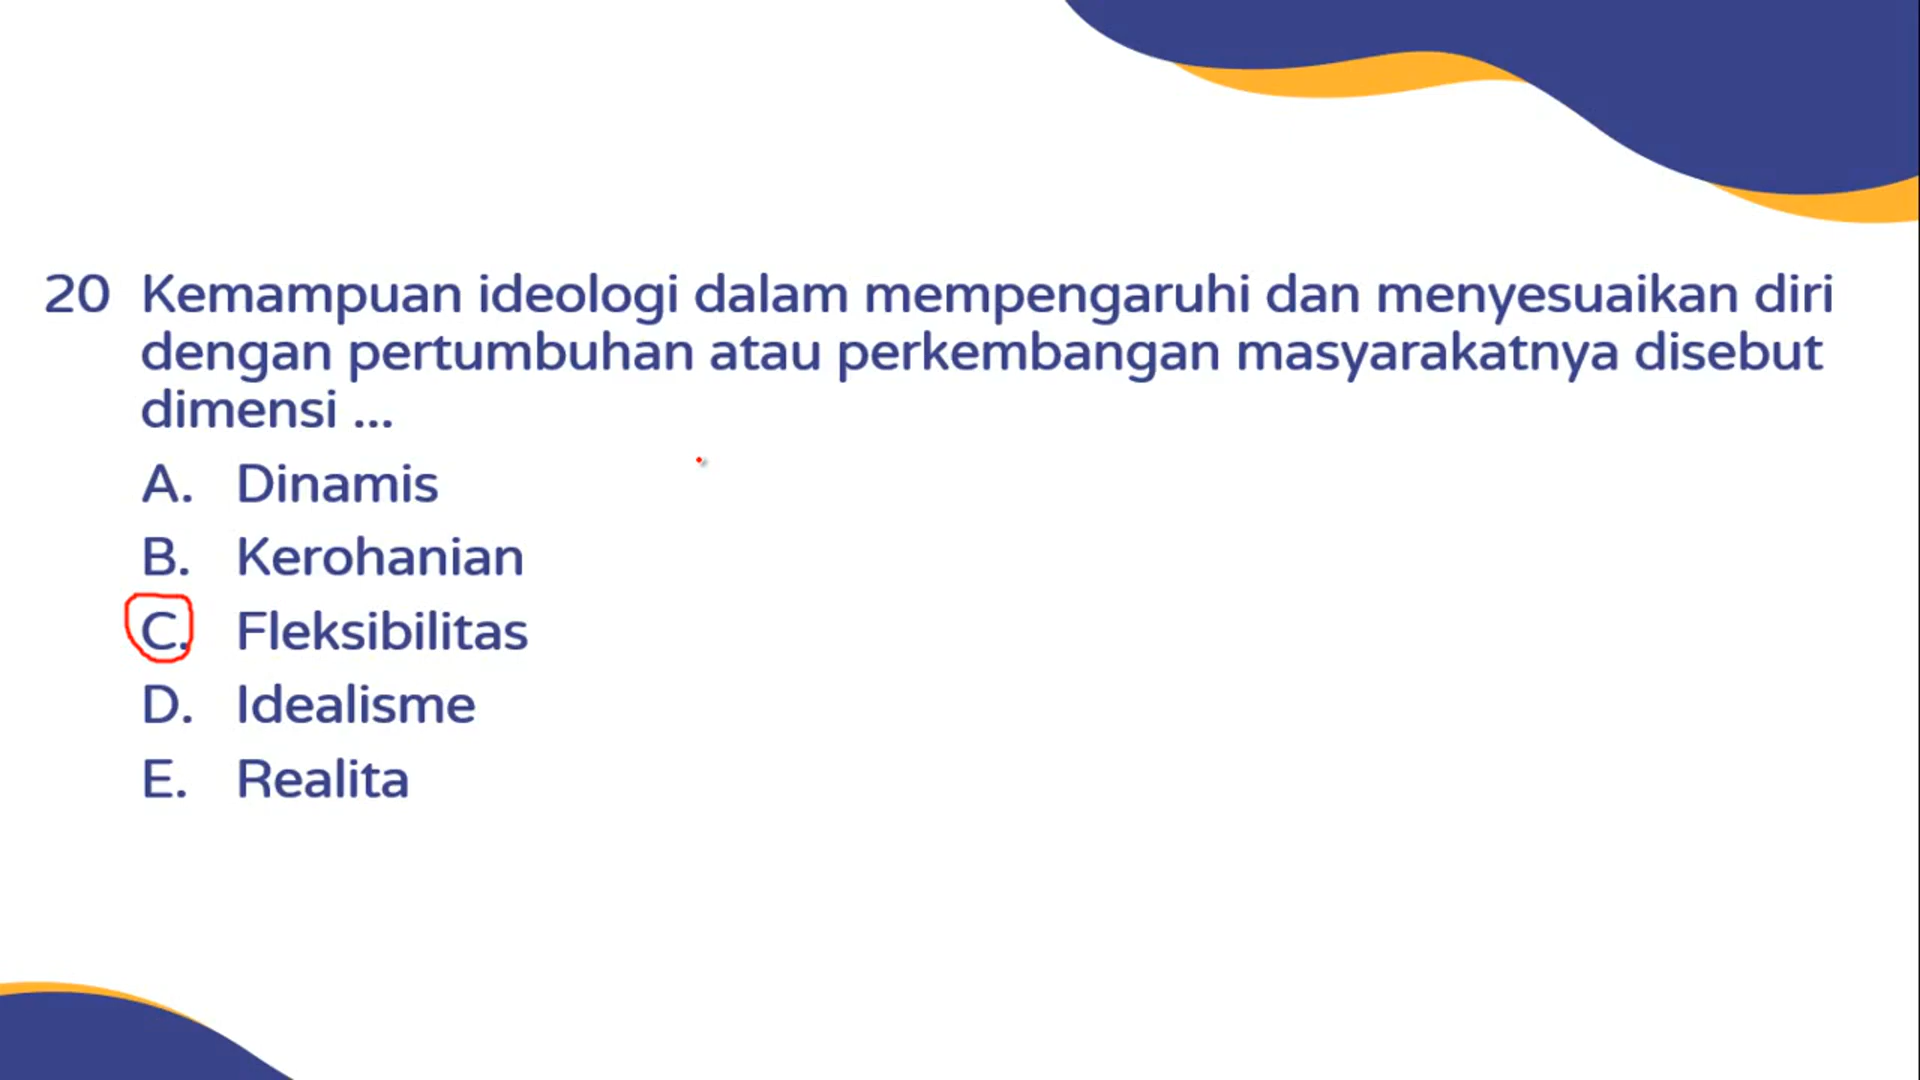 20 Kemampuan ideologi dalam mempengaruhi dan menyesuaikan diri
dengan pertumbuhan atau perkembangan masyarakatnya disebut
dimensi ...
A. Dinamis
B. Kerohanian
C. Fleksibilitas
D. Idealisme
E. Realita